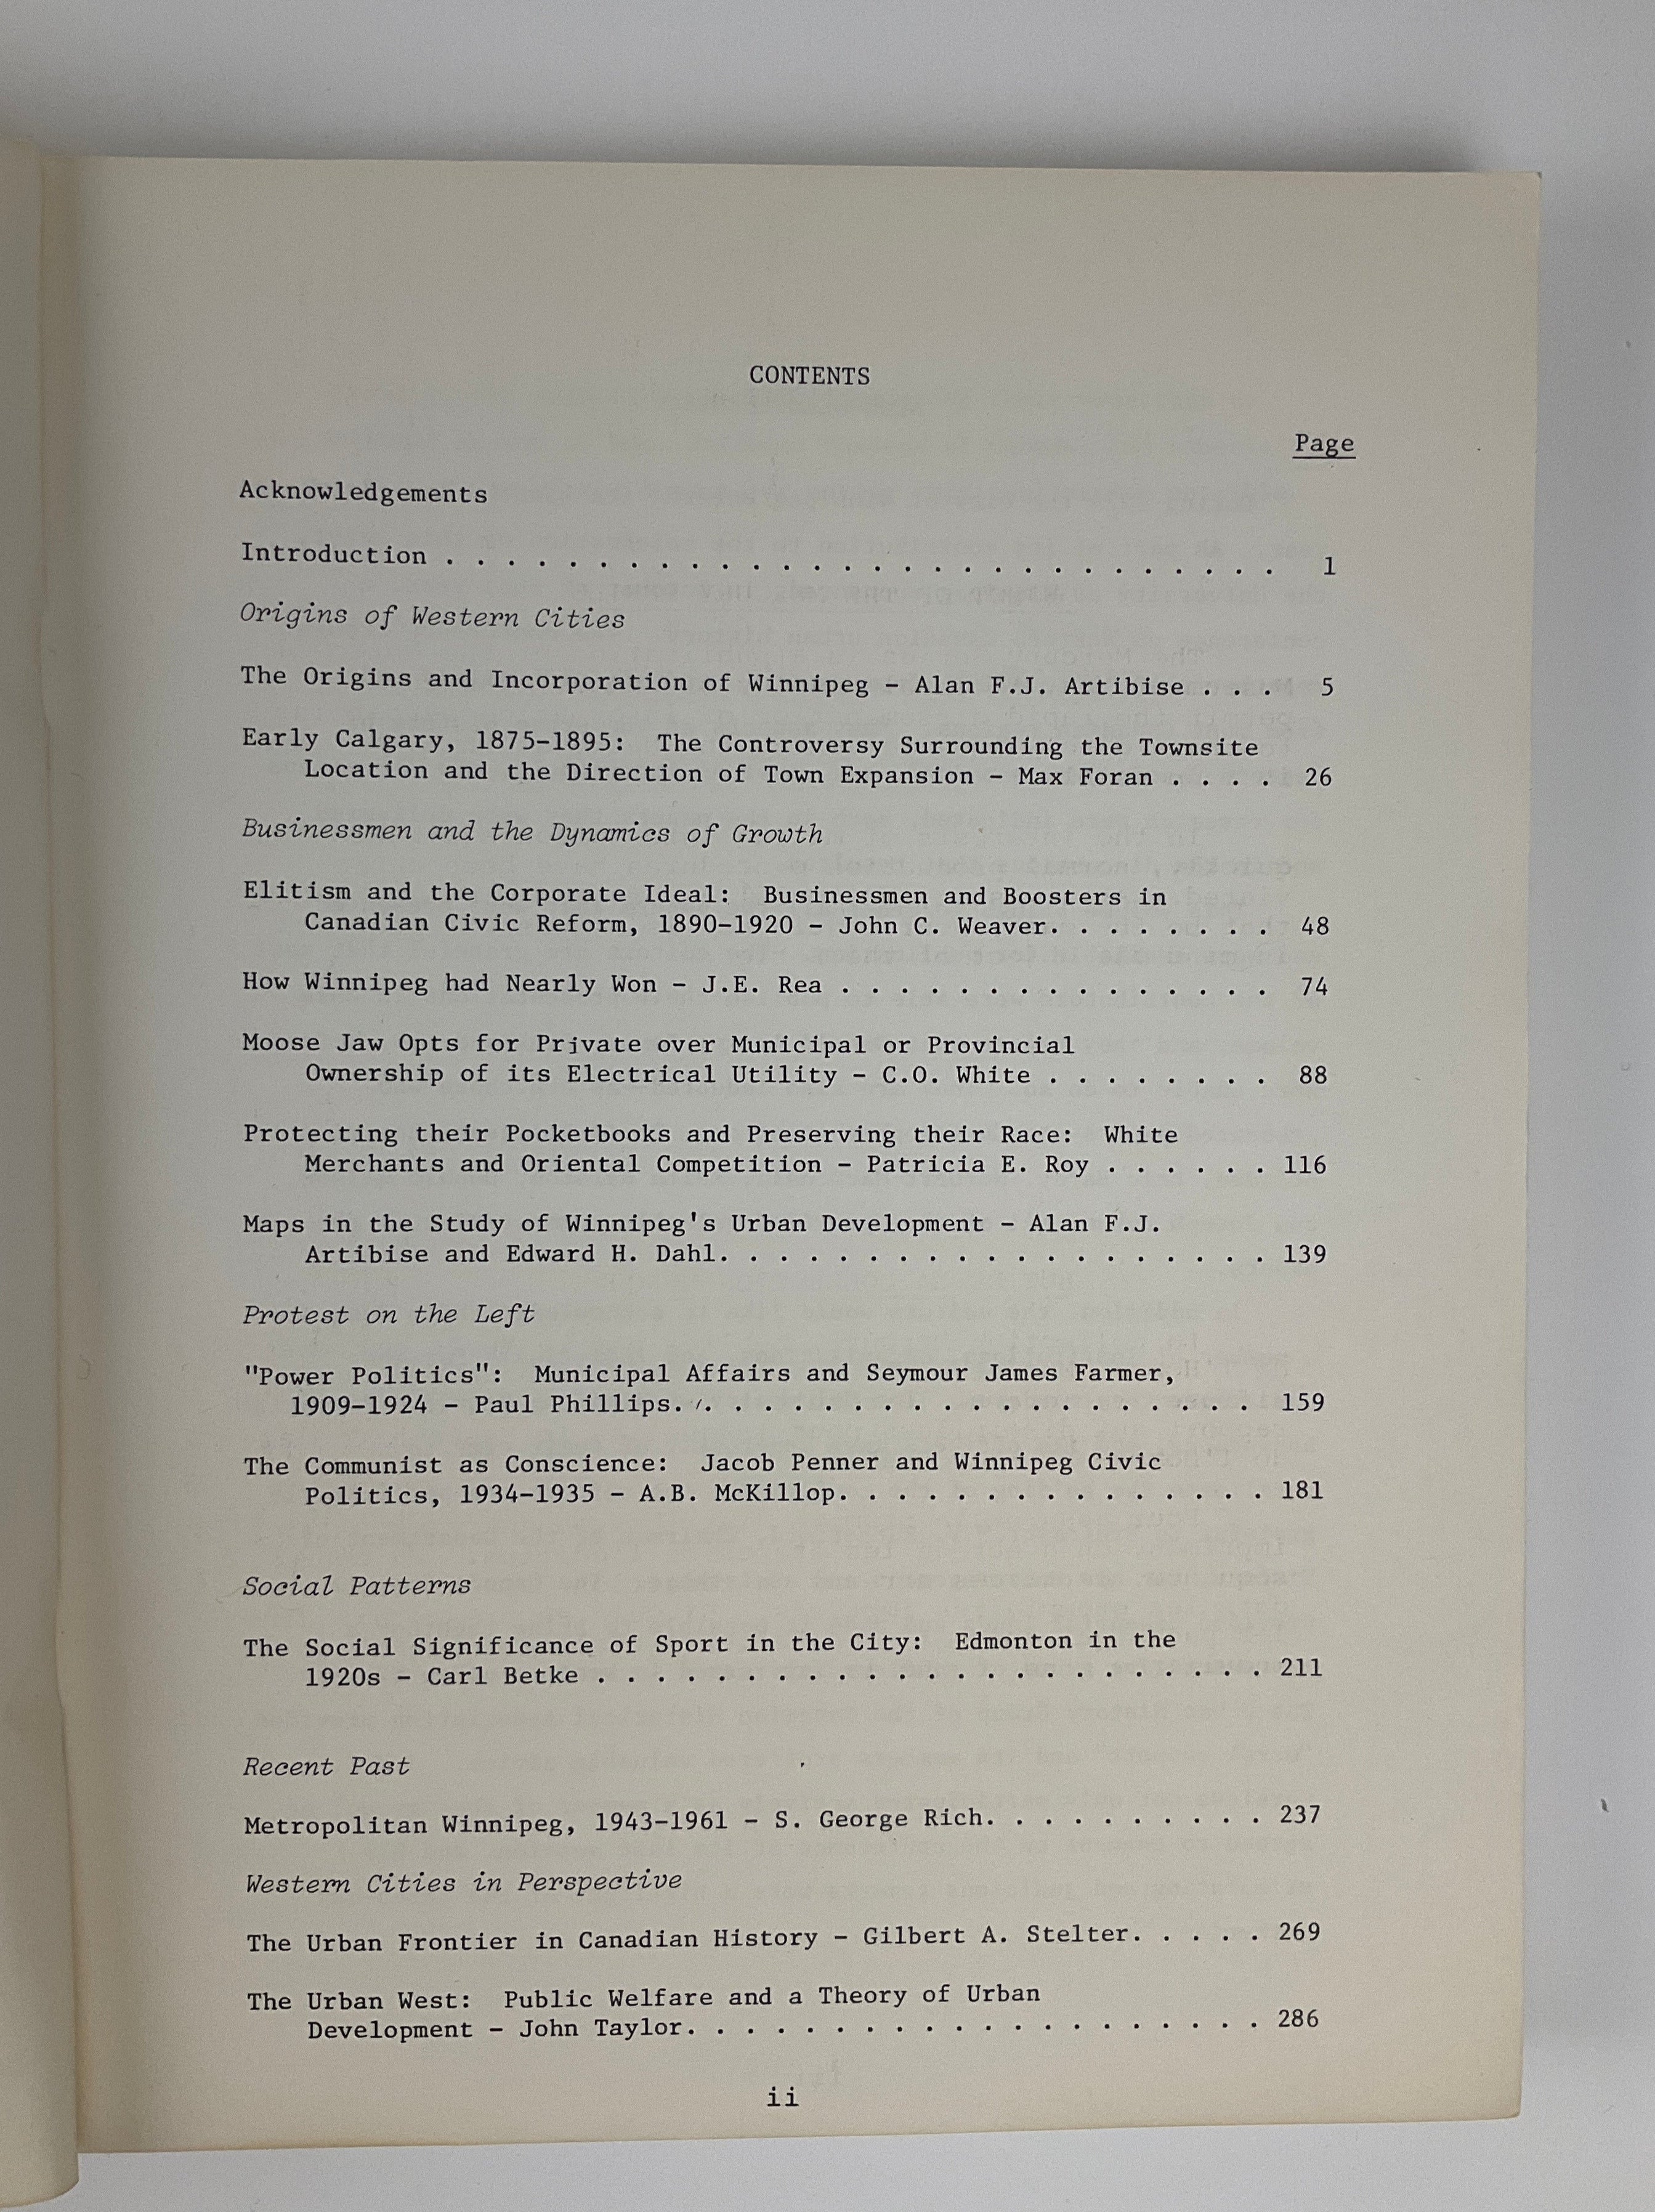 CONTENTS
Page
Acknowledgements
Introduction . . . . . . . . . . . . . . . . . . . . . . . . . . . . 1
Origins of Western Cities
The Origins and Incorporation of Winnipeg – Alan F.J. Artibise . . . 5
Early Calgary, 1875–1895: The Controversy Surrounding the Townsite
Location and the Direction of Town Expansion – Max Foran . . . . 26
Businessmen and the Dynamics of Growth
Elitism and the Corporate Ideal: Businessmen and Boosters in
Canadian Civic Reform, 1890–1920 – John C. Weaver. . . . . . . . 48
How Winnipeg had Nearly Won – J.E. Rea . . . . . . . . . . . . . . . 74
Moose Jaw Opts for Private over Municipal or Provincial
Ownership of its Electrical Utility – C.O. White . . . . . . . . 88
Protecting their Pocketbooks and Preserving their Race: White
Merchants and Oriental Competition – Patricia E. Roy . . . . . . 116
Maps in the Study of Winnipeg's Urban Development – Alan F.J.
Artibise and Edward H. Dahl. . . . . . . . . . . . . . . . . . . 139
Protest on the Left
"Power Politics": Municipal Affairs and Seymour James Farmer,
1909–1924 – Paul Phillips. . . . . . . . . . . . . . . . . . . . 159
The Communist as Conscience: Jacob Penner and Winnipeg Civic
Politics, 1934–1935 – A.B. McKillop. . . . . . . . . . . . . . . 181
Social Patterns
The Social Significance of Sport in the City: Edmonton in the
1920s – Carl Betke . . . . . . . . . . . . . . . . . . . . . . . 211
Recent Past
Metropolitan Winnipeg, 1943–1961 – S. George Rich. . . . . . . . . . 237
Western Cities in Perspective
The Urban Frontier in Canadian History – Gilbert A. Stelter. . . . . 269
The Urban West: Public Welfare and a Theory of Urban
Development – John Taylor. . . . . . . . . . . . . . . . . . . . 286
ii